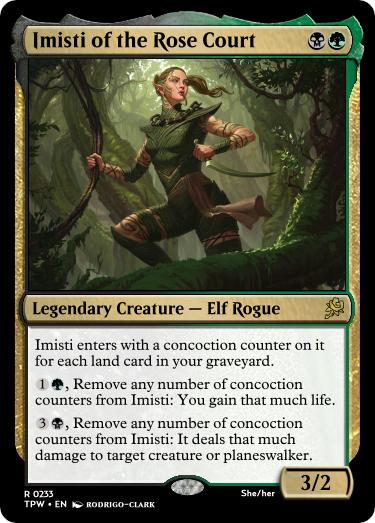 Imisti of the Rose Court
Legendary Creature — Elf Rogue
Imisti enters with a concoction counter on it
for each land card in your graveyard.
1, Remove any number of concoction
counters from Imisti: You gain that much life.
3, Remove any number of concoction
counters from Imisti: It deals that much
damage to target creature or planeswalker.
3/2
R 0233
She/her
TPW • EN RODRIGO-CLARK